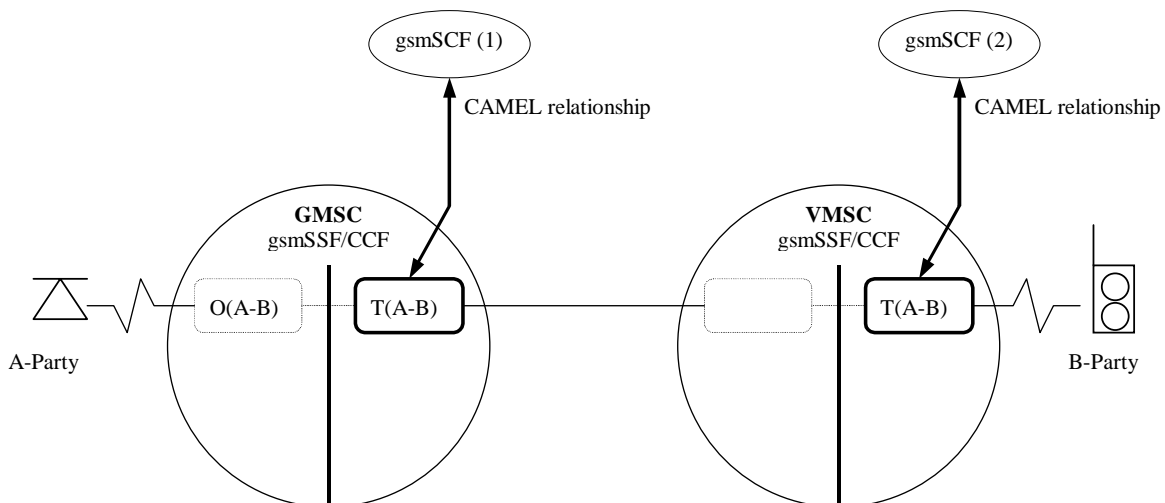 gsmSCF (1)
gsmSCF (2)
CAMEL relationship
CAMEL relationship
GMSC
gsmSSF/CCF
VMSC
gsmSSF/CCF
O(A-B)
T(A-B)
T(A-B)
A-Party
B-Party